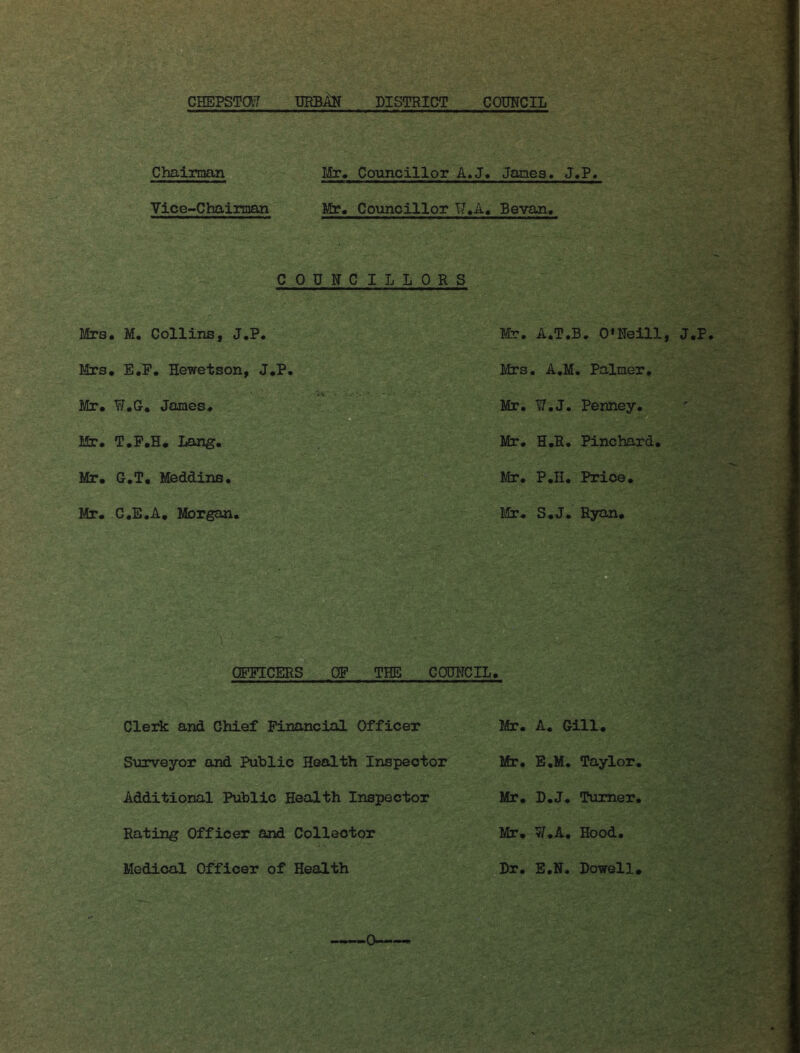 CHEPSTOW URBAN DISTRICT COUNCIL
Chairman Mr. Councillor A.J. James. J.P.
Vice-Chairman Mr. Councillor W.A. Bevan.
COUNCILLORS
Mrs. M. Collins, J.P. Mr. A.T.B. O'Neill, J.P.
Mrs. E.F. Hewetson, J.P. Mrs. A.M. Palmer.
Mr. W.G. James. Mr. W.J. Penney.
Mr. T.F.H. Lang. Mr. H.R. Pinchard.
Mr. G.T. Meddins. Mr. P.H. Price.
Mr. C.E.A. Morgan. Mr. S.J. Ryan.
OFFICERS OF THE COUNCIL.
Clerk and Chief Financial Officer Mr. A. Gill.
Surveyor and Public Health Inspector Mr. E.M. Taylor.
Additional Public Health Inspector Mr. D.J. Turner.
Rating Officer and Collector Mr. W.A. Hood.
Medical Officer of Health Dr. E.N. Dowell.
-----0-----